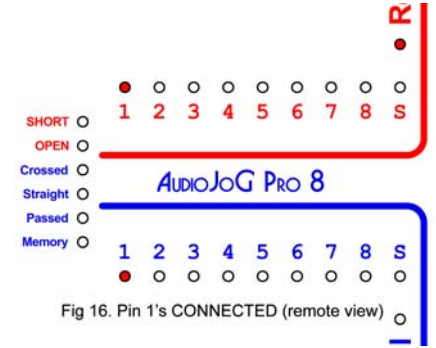 R
1 2 3 4 5 6 7 8 S
SHORT
OPEN
Crossed
AUDIOJOG PRO 8
Straight
Passed
Memory
1 2 3 4 5 6 7 8 S
Fig 16. Pin 1's CONNECTED (remote view)